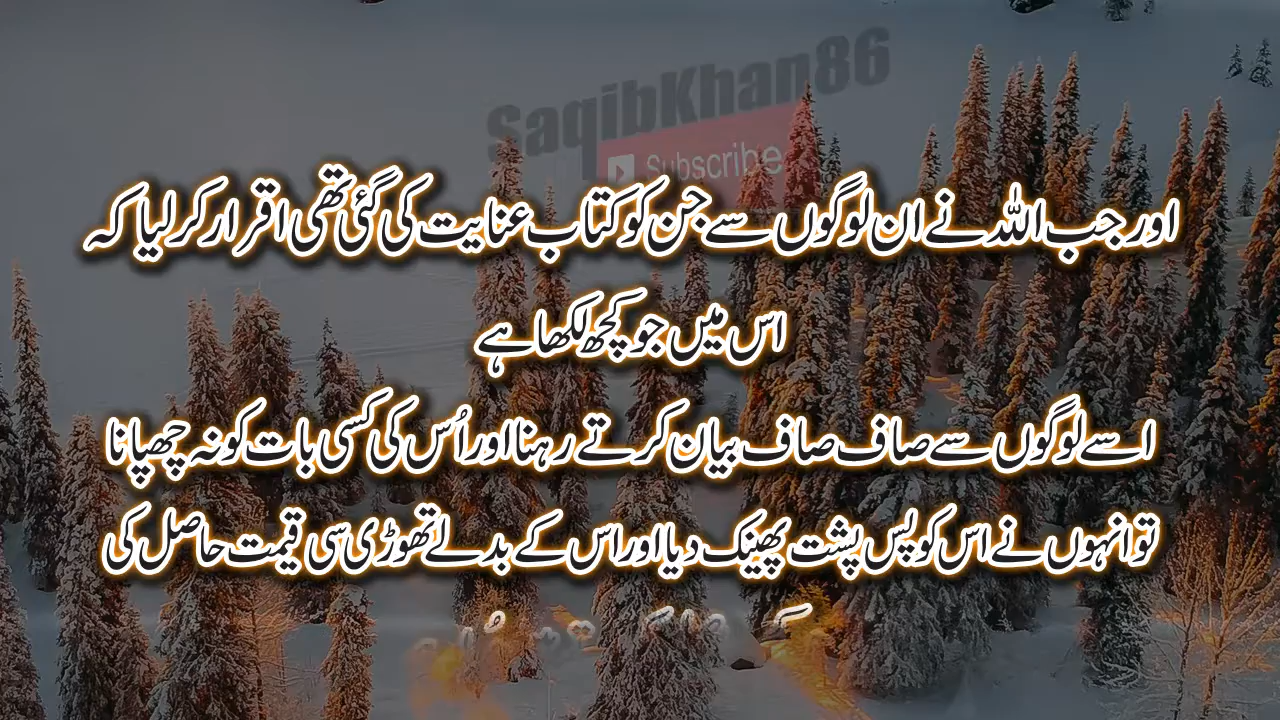 SaqibKhan86
Subscribe
اور جب اللہ نے ان لوگوں سے جن کو کتاب عنایت کی گئی تھی اقرار کر لیا کہ
اس میں جو کچھ لکھا ہے
اسے لوگوں سے صاف صاف بیان کرتے رہنا اور اُس کی کسی بات کو نہ چھپانا
تو انہوں نے اس کو پس پشت پھینک دیا اور اس کے بدلے تھوڑی سی قیمت حاصل کی